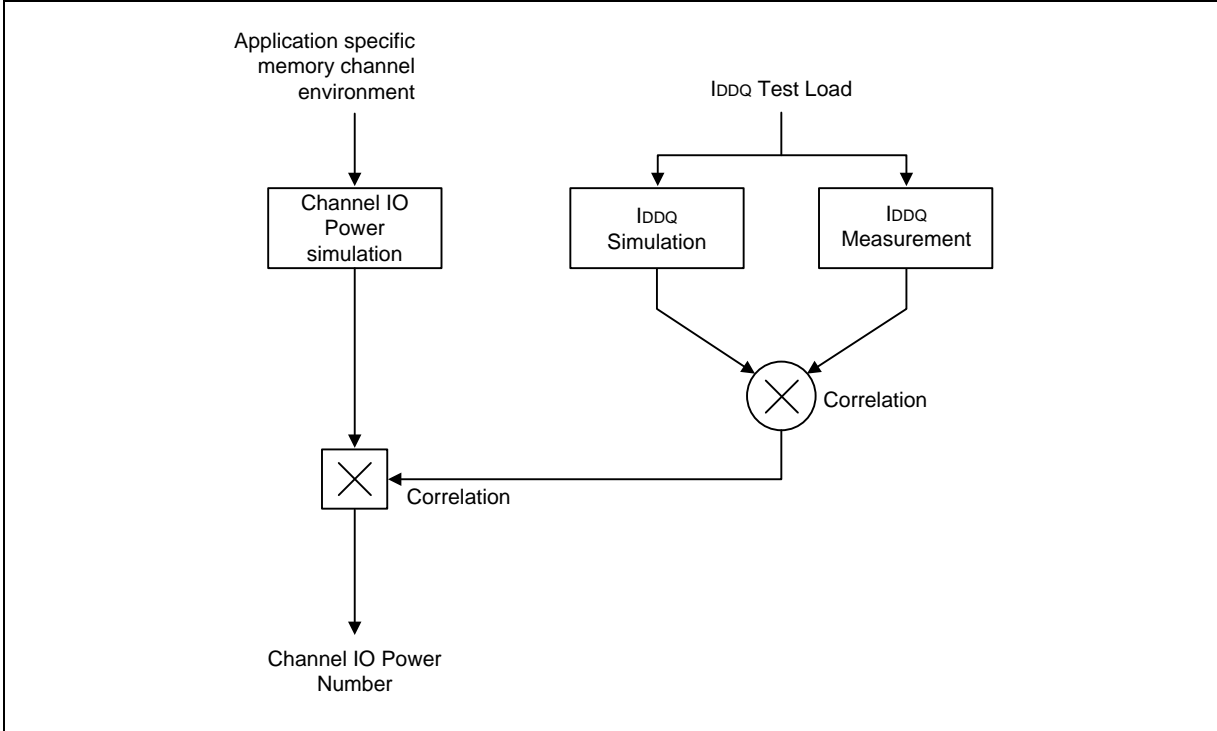 Application specific
memory channel
environment
IDDQ Test Load
Channel IO
Power
simulation
IDDQ
Simulation
IDDQ
Measurement
Correlation
Correlation
Channel IO Power
Number